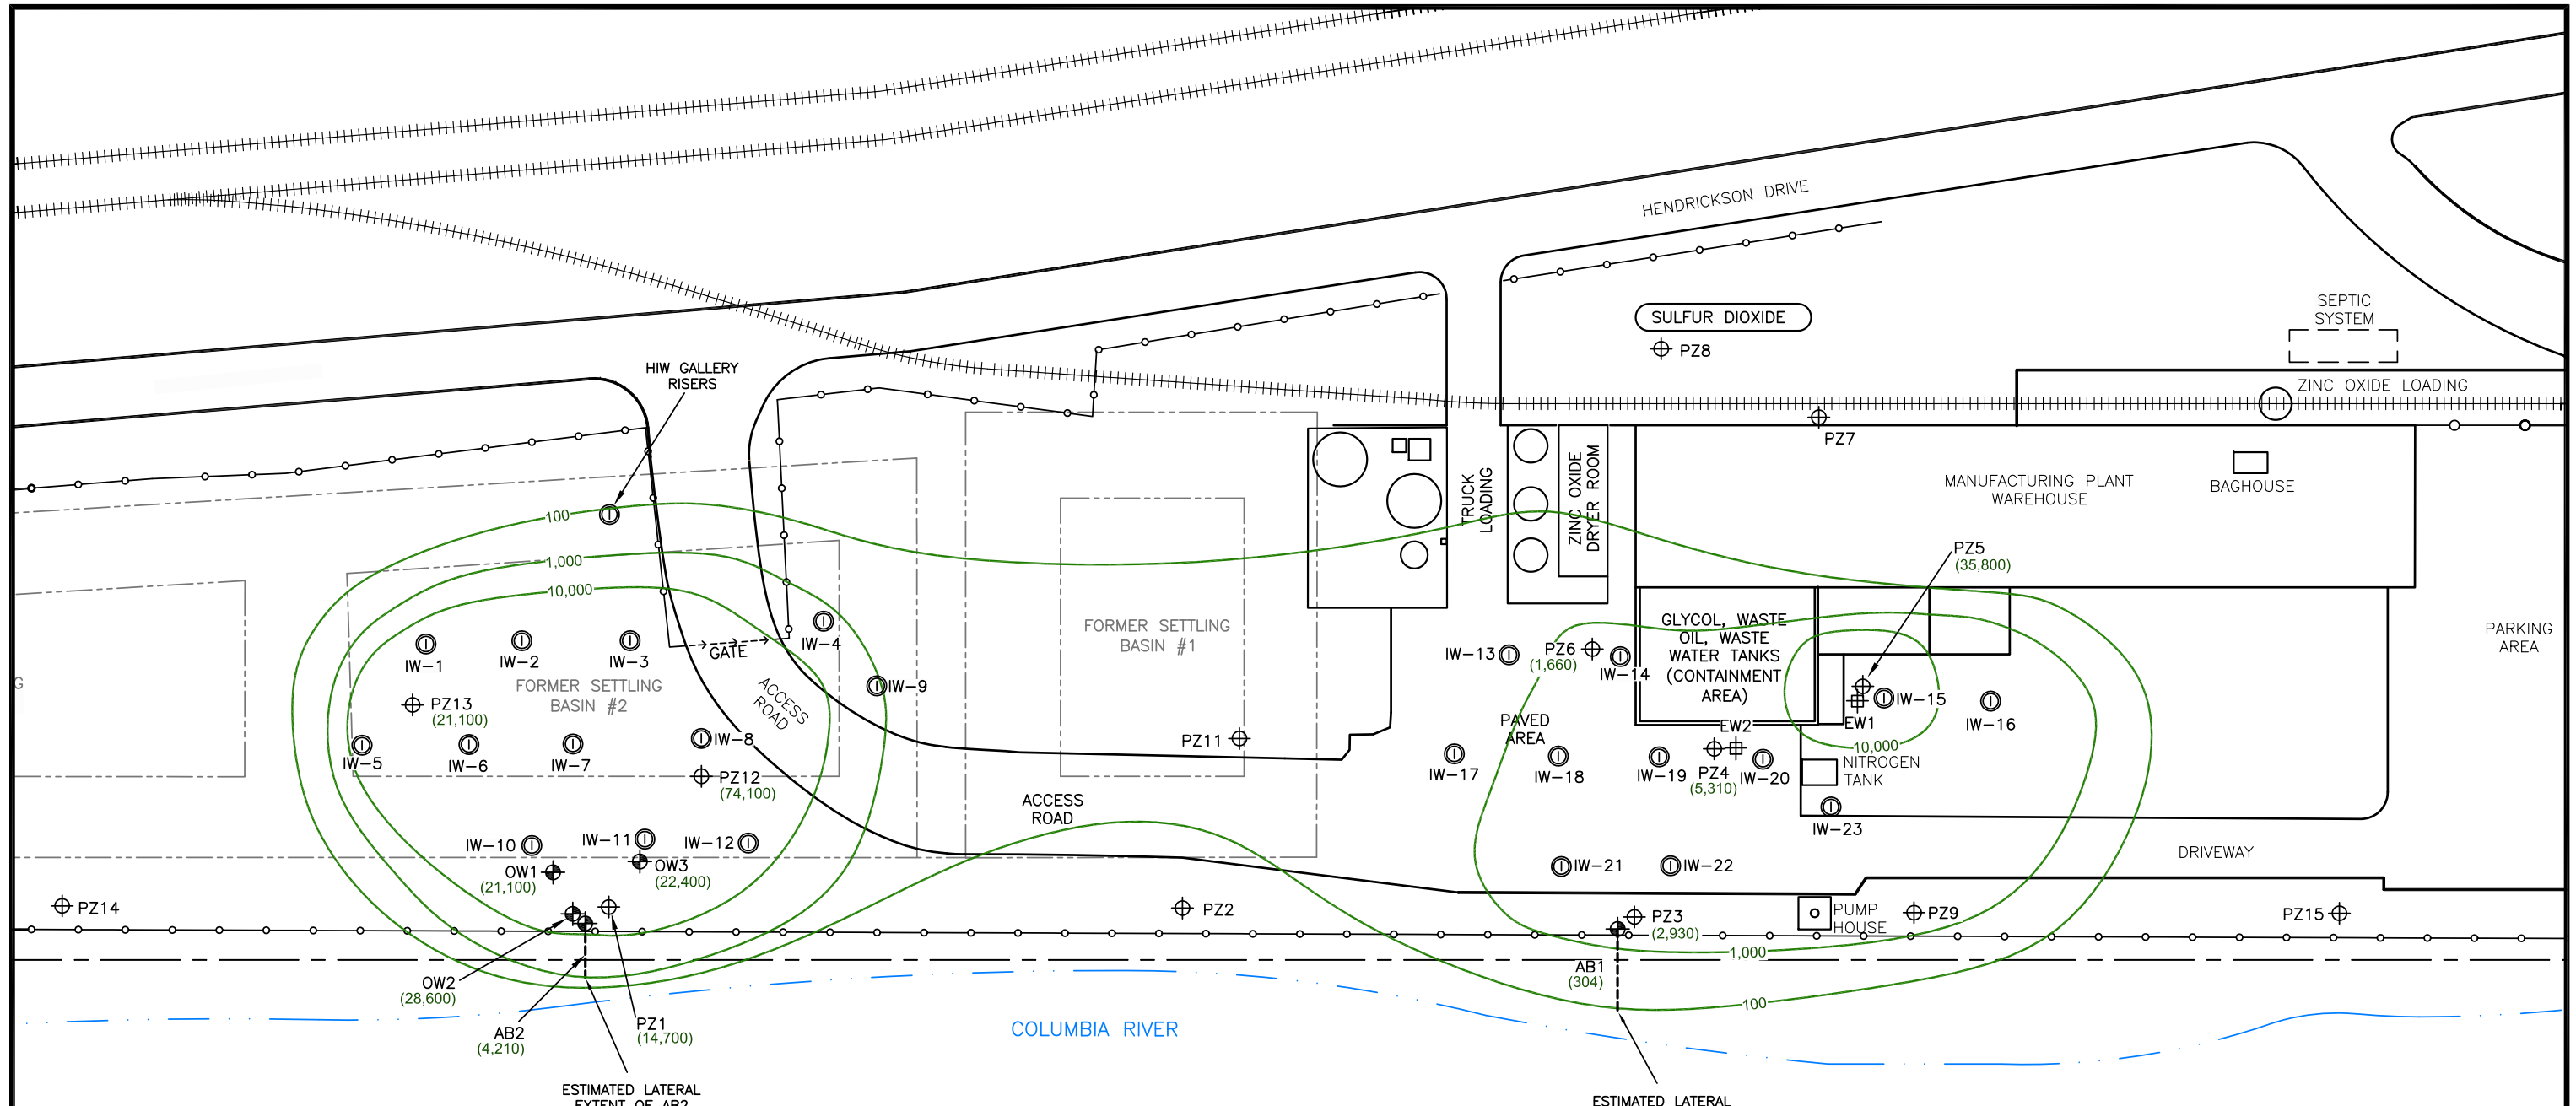 HENDRICKSON DRIVE
SULFUR DIOXIDE
PZ8
SEPTIC
SYSTEM
ZINC OXIDE LOADING
HIW GALLERY
RISERS
PZ7
TRUCK
LOADING
ZINC OXIDE
DRYER ROOM
MANUFACTURING PLANT
WAREHOUSE
BAGHOUSE
100
1,000
10,000
PZ5
(35,800)
IW-1
IW-2
IW-3
GATE
IW-4
FORMER SETTLING
BASIN #1
IW-13
PZ6
(1,660)
IW-14
GLYCOL, WASTE
OIL, WASTE
WATER TANKS
(CONTAINMENT
AREA)
PARKING
AREA
G
FORMER SETTLING
BASIN #2
PZ13
(21,100)
ACCESS
ROAD
IW-9
IW-15
EW1
IW-16
IW-5
IW-6
IW-7
IW-8
PZ12
(74,100)
PZ11
PAVED
AREA
EW2
10,000
IW-17
IW-18
IW-19
PZ4
(5,310)
IW-20
NITROGEN
TANK
ACCESS
ROAD
IW-23
IW-10
IW-11
IW-12
OW1
(21,100)
OW3
(22,400)
IW-21
IW-22
DRIVEWAY
PZ14
PZ2
PZ3
(2,930)
PUMP
HOUSE
PZ9
PZ15
1,000
OW2
(28,600)
AB1
(304)
100
AB2
(4,210)
PZ1
(14,700)
COLUMBIA RIVER
ESTIMATED LATERAL
EXTENT OF AB2
ESTIMATED LATERAL